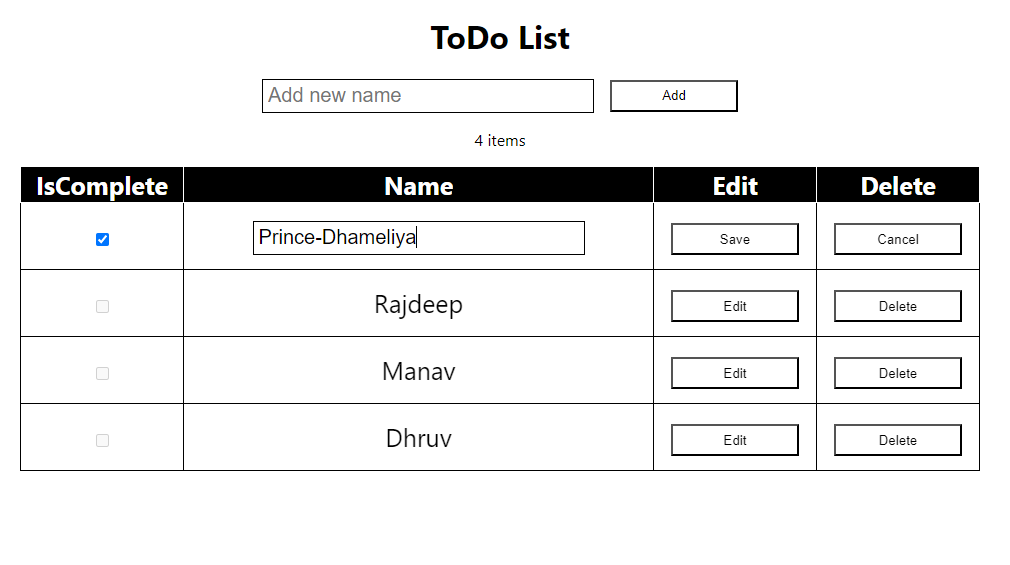 ToDo List
Add new name Add
4 items
IsComplete Name Edit Delete
Prince-Dhameliya Save Cancel
Rajdeep Edit Delete
Manav Edit Delete
Dhruv Edit Delete